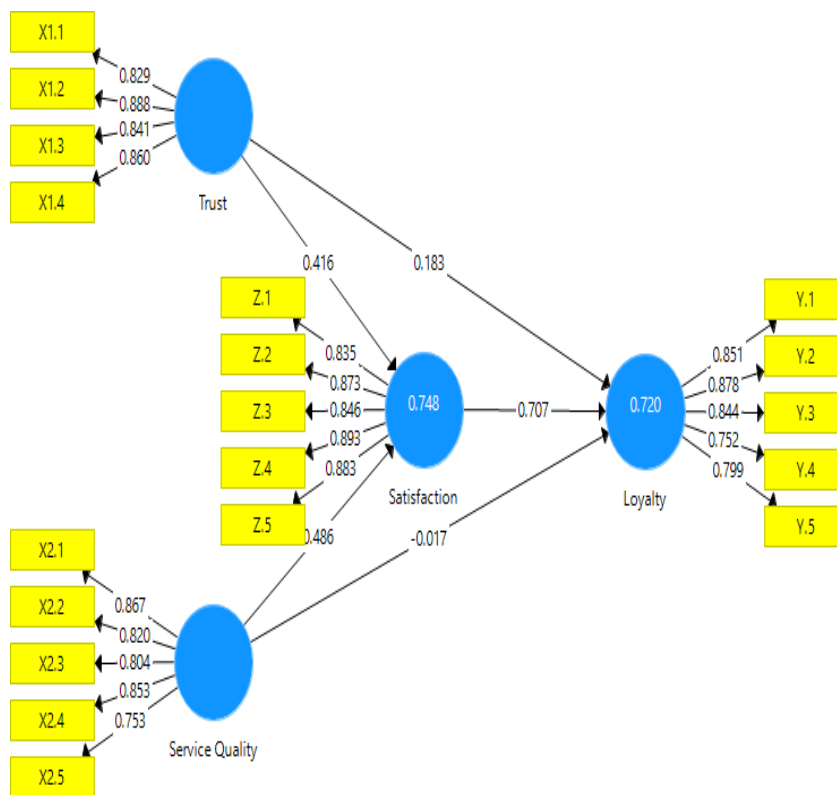 X1.1
0.829
X1.2
0.888
X1.3
0.841
X1.4
0.860
Trust
0.416
0.183
Z.1
0.835
Z.2
0.873
Z.3
0.846
Z.4
0.893
Z.5
0.883
0.748
Satisfaction
0.707
0.720
Loyalty
Y.1
0.851
Y.2
0.878
Y.3
0.844
Y.4
0.752
Y.5
0.799
0.486
-0.017
X2.1
0.867
X2.2
0.820
X2.3
0.804
X2.4
0.853
X2.5
0.753
Service Quality